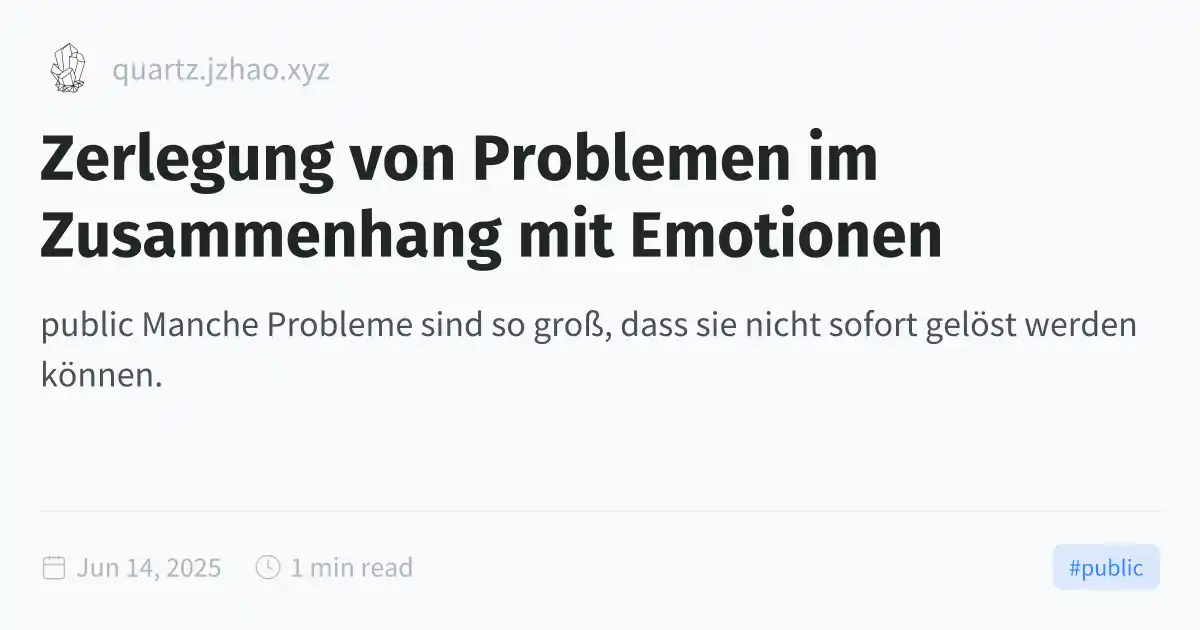 quartz.jzhao.xyz
Zerlegung von Problemen im
Zusammenhang mit Emotionen
public Manche Probleme sind so groß, dass sie nicht sofort gelöst werden
können.
Jun 14, 2025 1 min read #public